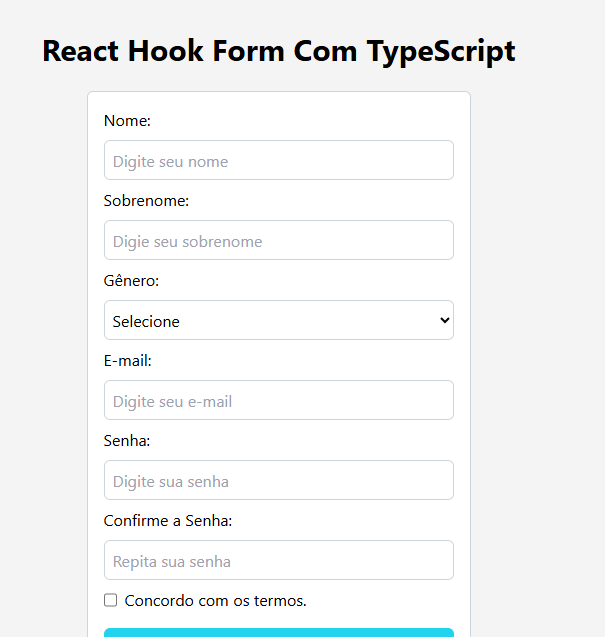 React Hook Form Com TypeScript
Nome:
Digite seu nome
Sobrenome:
Digie seu sobrenome
Gênero:
Selecione
E-mail:
Digite seu e-mail
Senha:
Digite sua senha
Confirme a Senha:
Repita sua senha
Concordo com os termos.